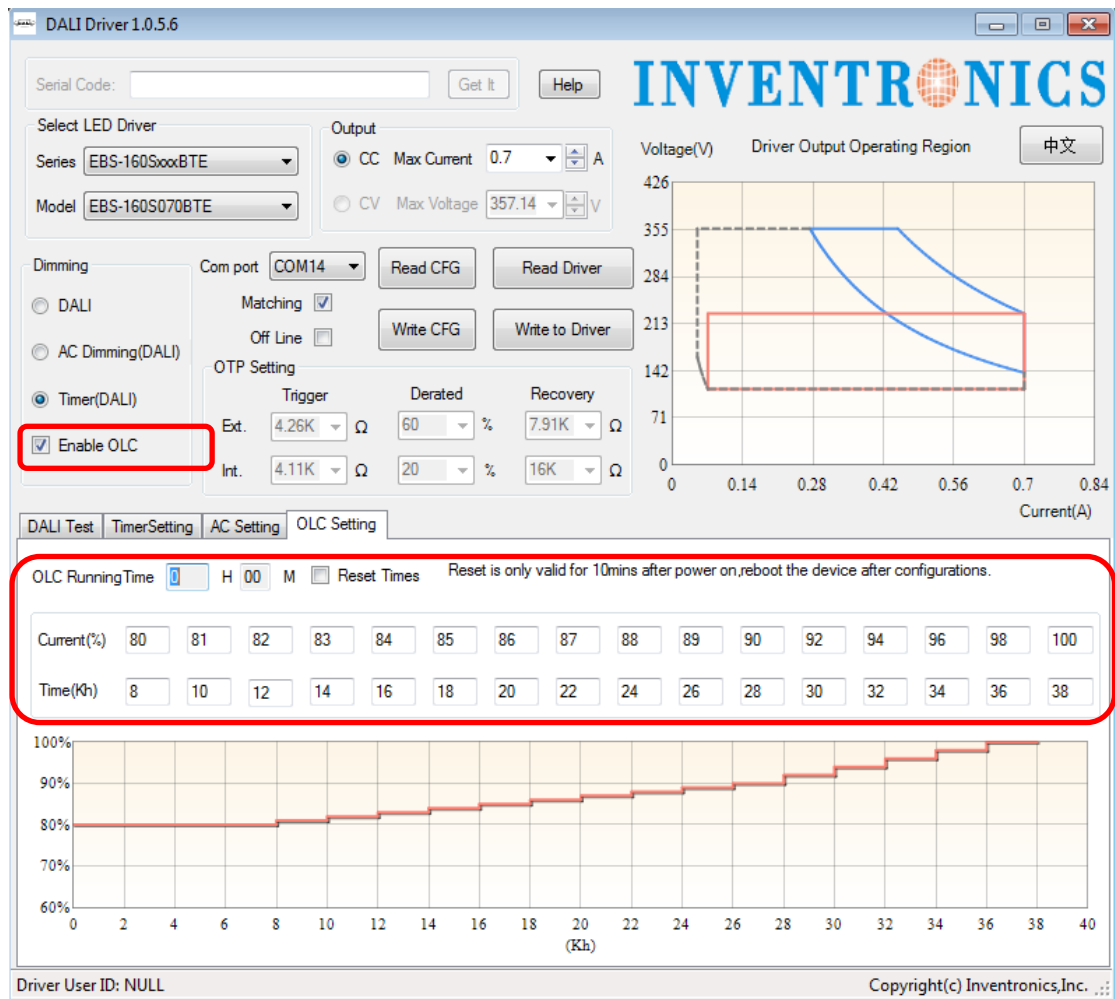 DALI Driver 1.0.5.6
Serial Code: Get It Help
INVENTRONICS
Select LED Driver
Series EBS-160SxxxBTE
Model EBS-160S070BTE
Output
CC Max Current 0.7 A
CV Max Voltage 357.14 V
Voltage(V) Driver Output Operating Region 中文
426
355
284
213
142
71
0
0 0.14 0.28 0.42 0.56 0.7 0.84
Current(A)
Dimming
DALI
AC Dimming(DALI)
Timer(DALI)
Enable OLC
Com port COM14 Read CFG Read Driver
Matching
Off Line Write CFG Write to Driver
OTP Setting
Trigger Derated Recovery
Ext. 4.26K Ω 60 % 7.91K Ω
Int. 4.11K Ω 20 % 16K Ω
DALI Test TimerSetting AC Setting OLC Setting
OLC RunningTime 0 H 00 M Reset Times Reset is only valid for 10mins after power on,reboot the device after configurations.
Current(%) 80 81 82 83 84 85 86 87 88 89 90 92 94 96 98 100
Time(Kh) 8 10 12 14 16 18 20 22 24 26 28 30 32 34 36 38
100%
90%
80%
70%
60%
0 2 4 6 8 10 12 14 16 18 20 22 24 26 28 30 32 34 36 38 40
(Kh)
Driver User ID: NULL Copyright(c) Inventronics,Inc.